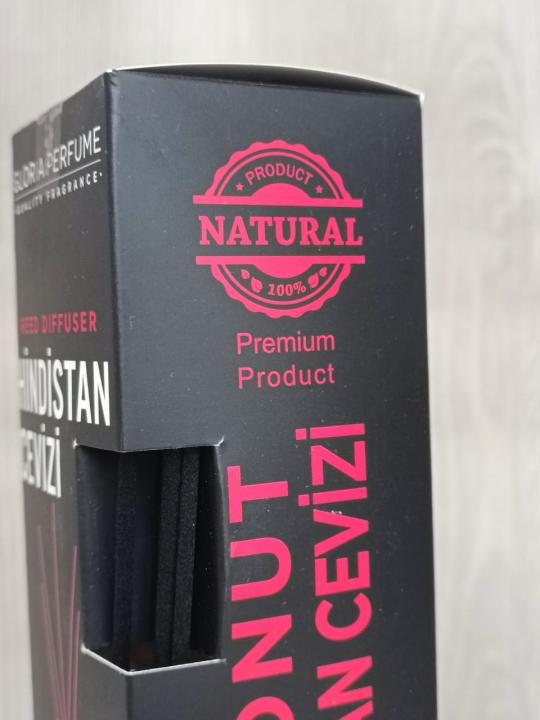 PERFUME
QUALITY FRAGRANCE
REED DIFFUSER
HİNDİSTAN
CEVİZİ
PRODUCT
NATURAL
100%
Premium
Product
ONUT
AN CEVİZİ